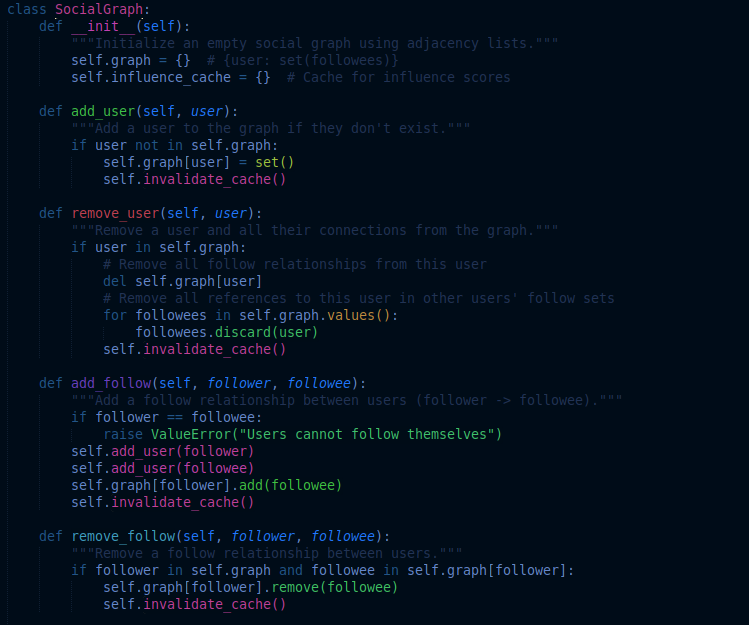 class SocialGraph:
    def __init__(self):
        """Initialize an empty social graph using adjacency lists."""
        self.graph = {}  # {user: set(followees)}
        self.influence_cache = {}  # Cache for influence scores

    def add_user(self, user):
        """Add a user to the graph if they don't exist."""
        if user not in self.graph:
            self.graph[user] = set()
            self.invalidate_cache()

    def remove_user(self, user):
        """Remove a user and all their connections from the graph."""
        if user in self.graph:
            # Remove all follow relationships from this user
            del self.graph[user]
            # Remove all references to this user in other users' follow sets
            for followees in self.graph.values():
                followees.discard(user)
            self.invalidate_cache()

    def add_follow(self, follower, followee):
        """Add a follow relationship between users (follower -> followee)."""
        if follower == followee:
            raise ValueError("Users cannot follow themselves")
        self.add_user(follower)
        self.add_user(followee)
        self.graph[follower].add(followee)
        self.invalidate_cache()

    def remove_follow(self, follower, followee):
        """Remove a follow relationship between users."""
        if follower in self.graph and followee in self.graph[follower]:
            self.graph[follower].remove(followee)
            self.invalidate_cache()